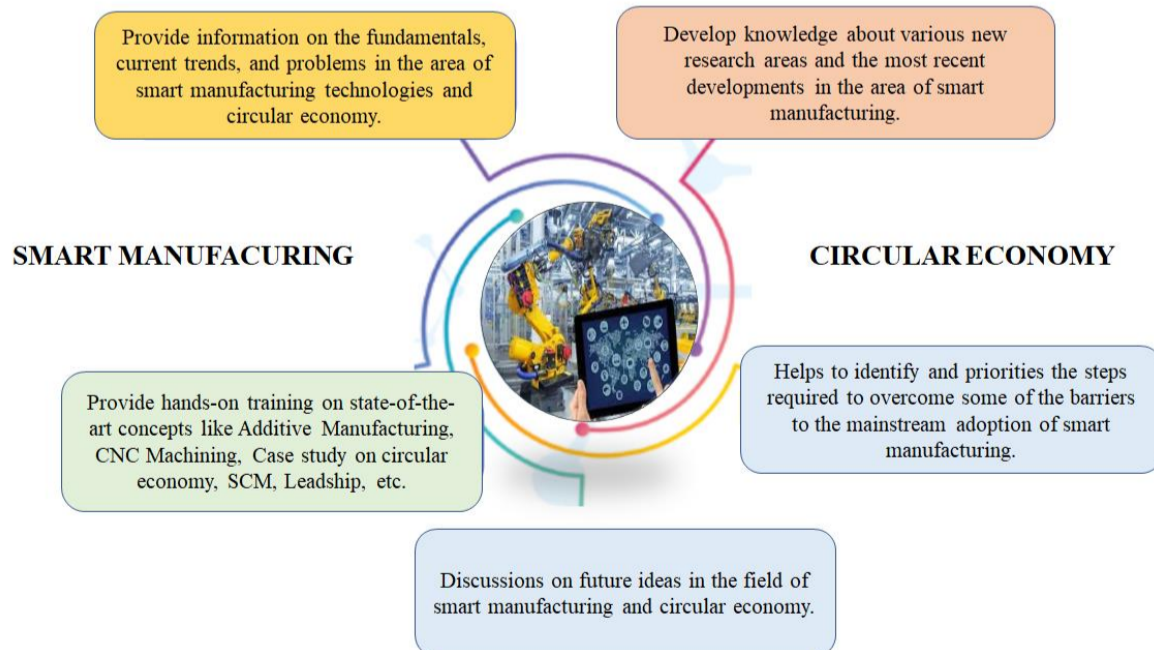 Provide information on the fundamentals,
current trends, and problems in the area of
smart manufacturing technologies and
circular economy.
Develop knowledge about various new
research areas and the most recent
developments in the area of smart
manufacturing.
SMART MANUFACURING
CIRCULAR ECONOMY
Provide hands-on training on state-of-the-
art concepts like Additive Manufacturing,
CNC Machining, Case study on circular
economy, SCM, Leadship, etc.
Helps to identify and priorities the steps
required to overcome some of the barriers
to the mainstream adoption of smart
manufacturing.
Discussions on future ideas in the field of
smart manufacturing and circular economy.